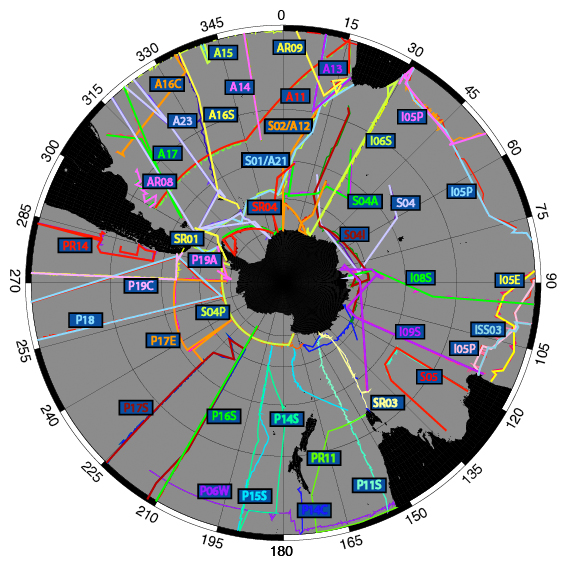 0
345
15
330
30
315
45
300
60
285
75
270
90
255
105
240
120
225
135
210
150
195
165
180
A15
AR09
A16C
A14
A13
A11
A23
A16S
I05P
S02/A12
I06S
A17
S01/A21
AR08
I05P
S04A
S04
SR04
S04I
SR01
PR14
P19A
P19C
I08S
I05E
S04P
P18
I09S
ISS03
P17E
I05P
S05
P17S
SR03
P16S
P14S
PR11
P06W
P15S
P11S
P14C